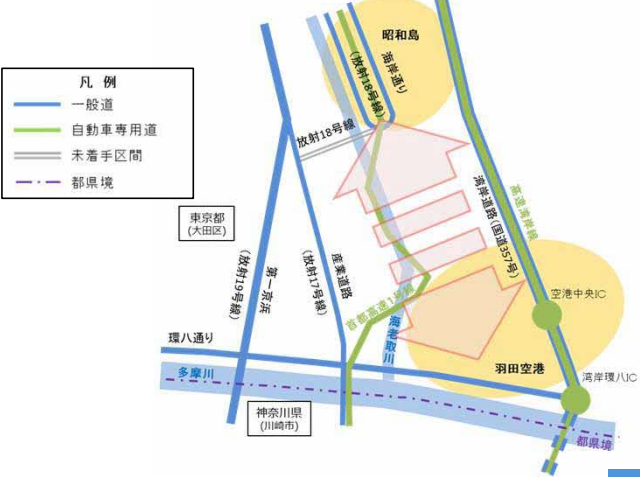 昭和島
海岸通り
(放射18号線)
凡 例
一般道
自動車専用道
未着手区間
都県境
放射18号線
高速湾岸線
湾岸道路(国道357号)
東京都
(大田区)
第一京浜
(放射19号線)
産業道路
(放射17号線)
首都高速1号線
海老取川
空港中央IC
環八通り
羽田空港
多摩川
湾岸環八IC
神奈川県
(川崎市)
都県境